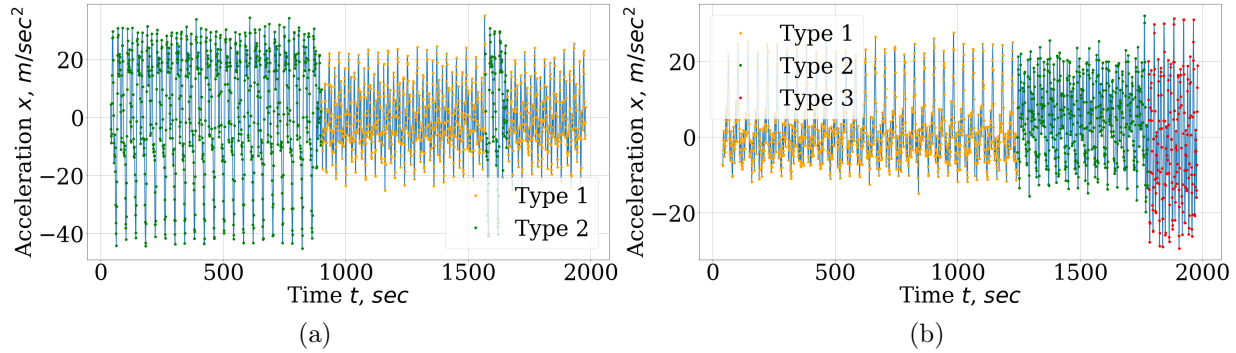 Acceleration x, m/sec²
20
0
−20
−40
0
500
1000
1500
2000
Time t, sec
Type 1
Type 2
(a)
Acceleration x, m/sec²
20
0
−20
0
500
1000
1500
2000
Time t, sec
Type 1
Type 2
Type 3
(b)